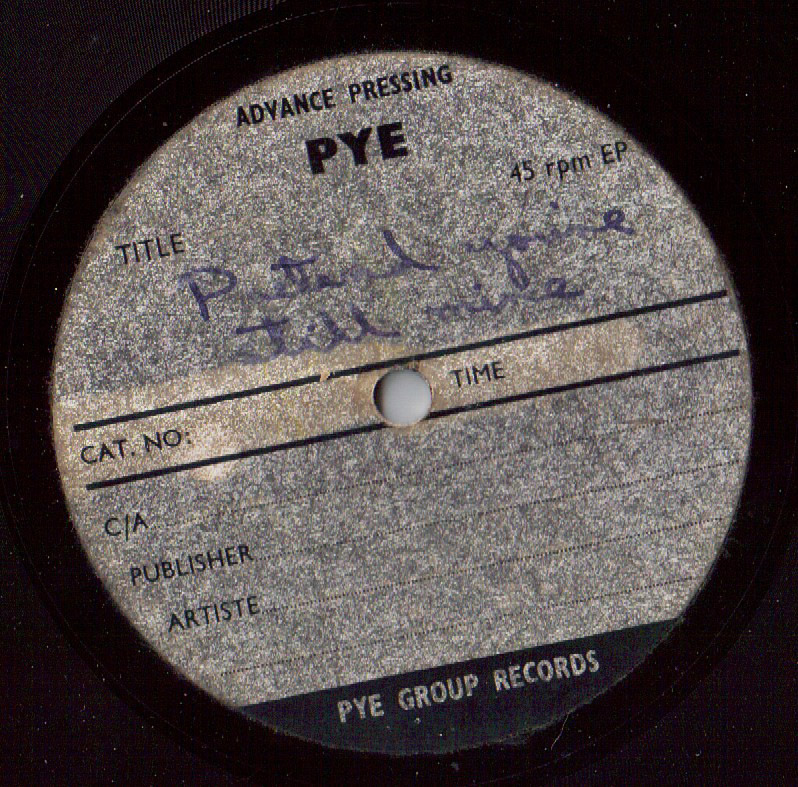 ADVANCE PRESSING
PYE
45 rpm EP
TITLE
Pretend you're
still mine
TIME
CAT. NO:
C/A
PUBLISHER
ARTISTE
PYE GROUP RECORDS